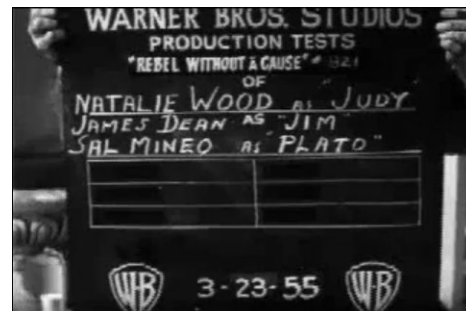 WARNER BROS. STUDIOS
PRODUCTION TESTS
"REBEL WITHOUT A CAUSE" # 821
OF
NATALIE WOOD AS "JUDY"
JAMES DEAN AS "JIM"
SAL MINEO AS "PLATO"
WB 3-23-55 WB